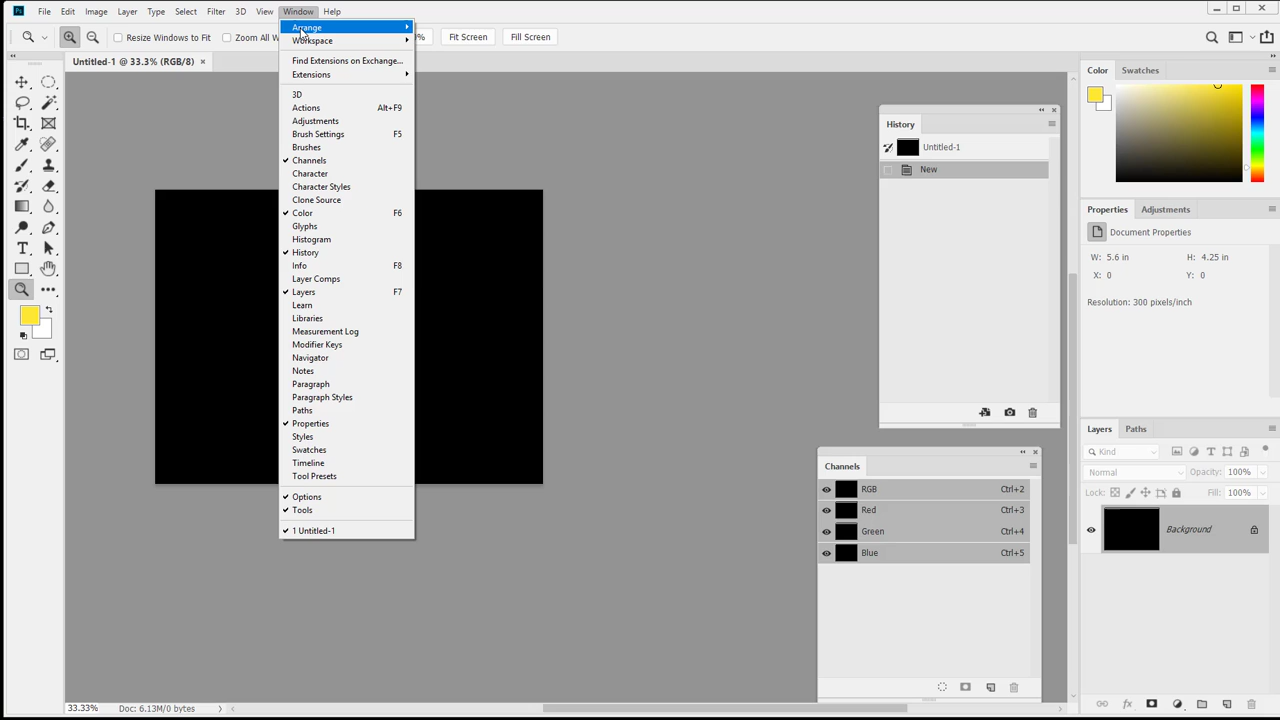 Ps File Edit Image Layer Type Select Filter 3D View Window Help
Resize Windows to Fit Zoom All W % Fit Screen Fill Screen
Untitled-1 @ 33.3% (RGB/8) ×
Arrange
Workspace
Find Extensions on Exchange...
Extensions
3D
Actions Alt+F9
Adjustments
Brush Settings F5
Brushes
Channels
Character
Character Styles
Clone Source
Color F6
Glyphs
Histogram
History
Info F8
Layer Comps
Layers F7
Learn
Libraries
Measurement Log
Modifier Keys
Navigator
Notes
Paragraph
Paragraph Styles
Paths
Properties
Styles
Swatches
Timeline
Tool Presets
Options
Tools
1 Untitled-1
History
Untitled-1
New
Channels
RGB Ctrl+2
Red Ctrl+3
Green Ctrl+4
Blue Ctrl+5
Color Swatches
Properties Adjustments
Document Properties
W: 5.6 in H: 4.25 in
X: 0 Y: 0
Resolution: 300 pixels/inch
Layers Paths
Kind
Normal Opacity: 100%
Lock: Fill: 100%
Background
33.33% Doc: 6.13M/0 bytes